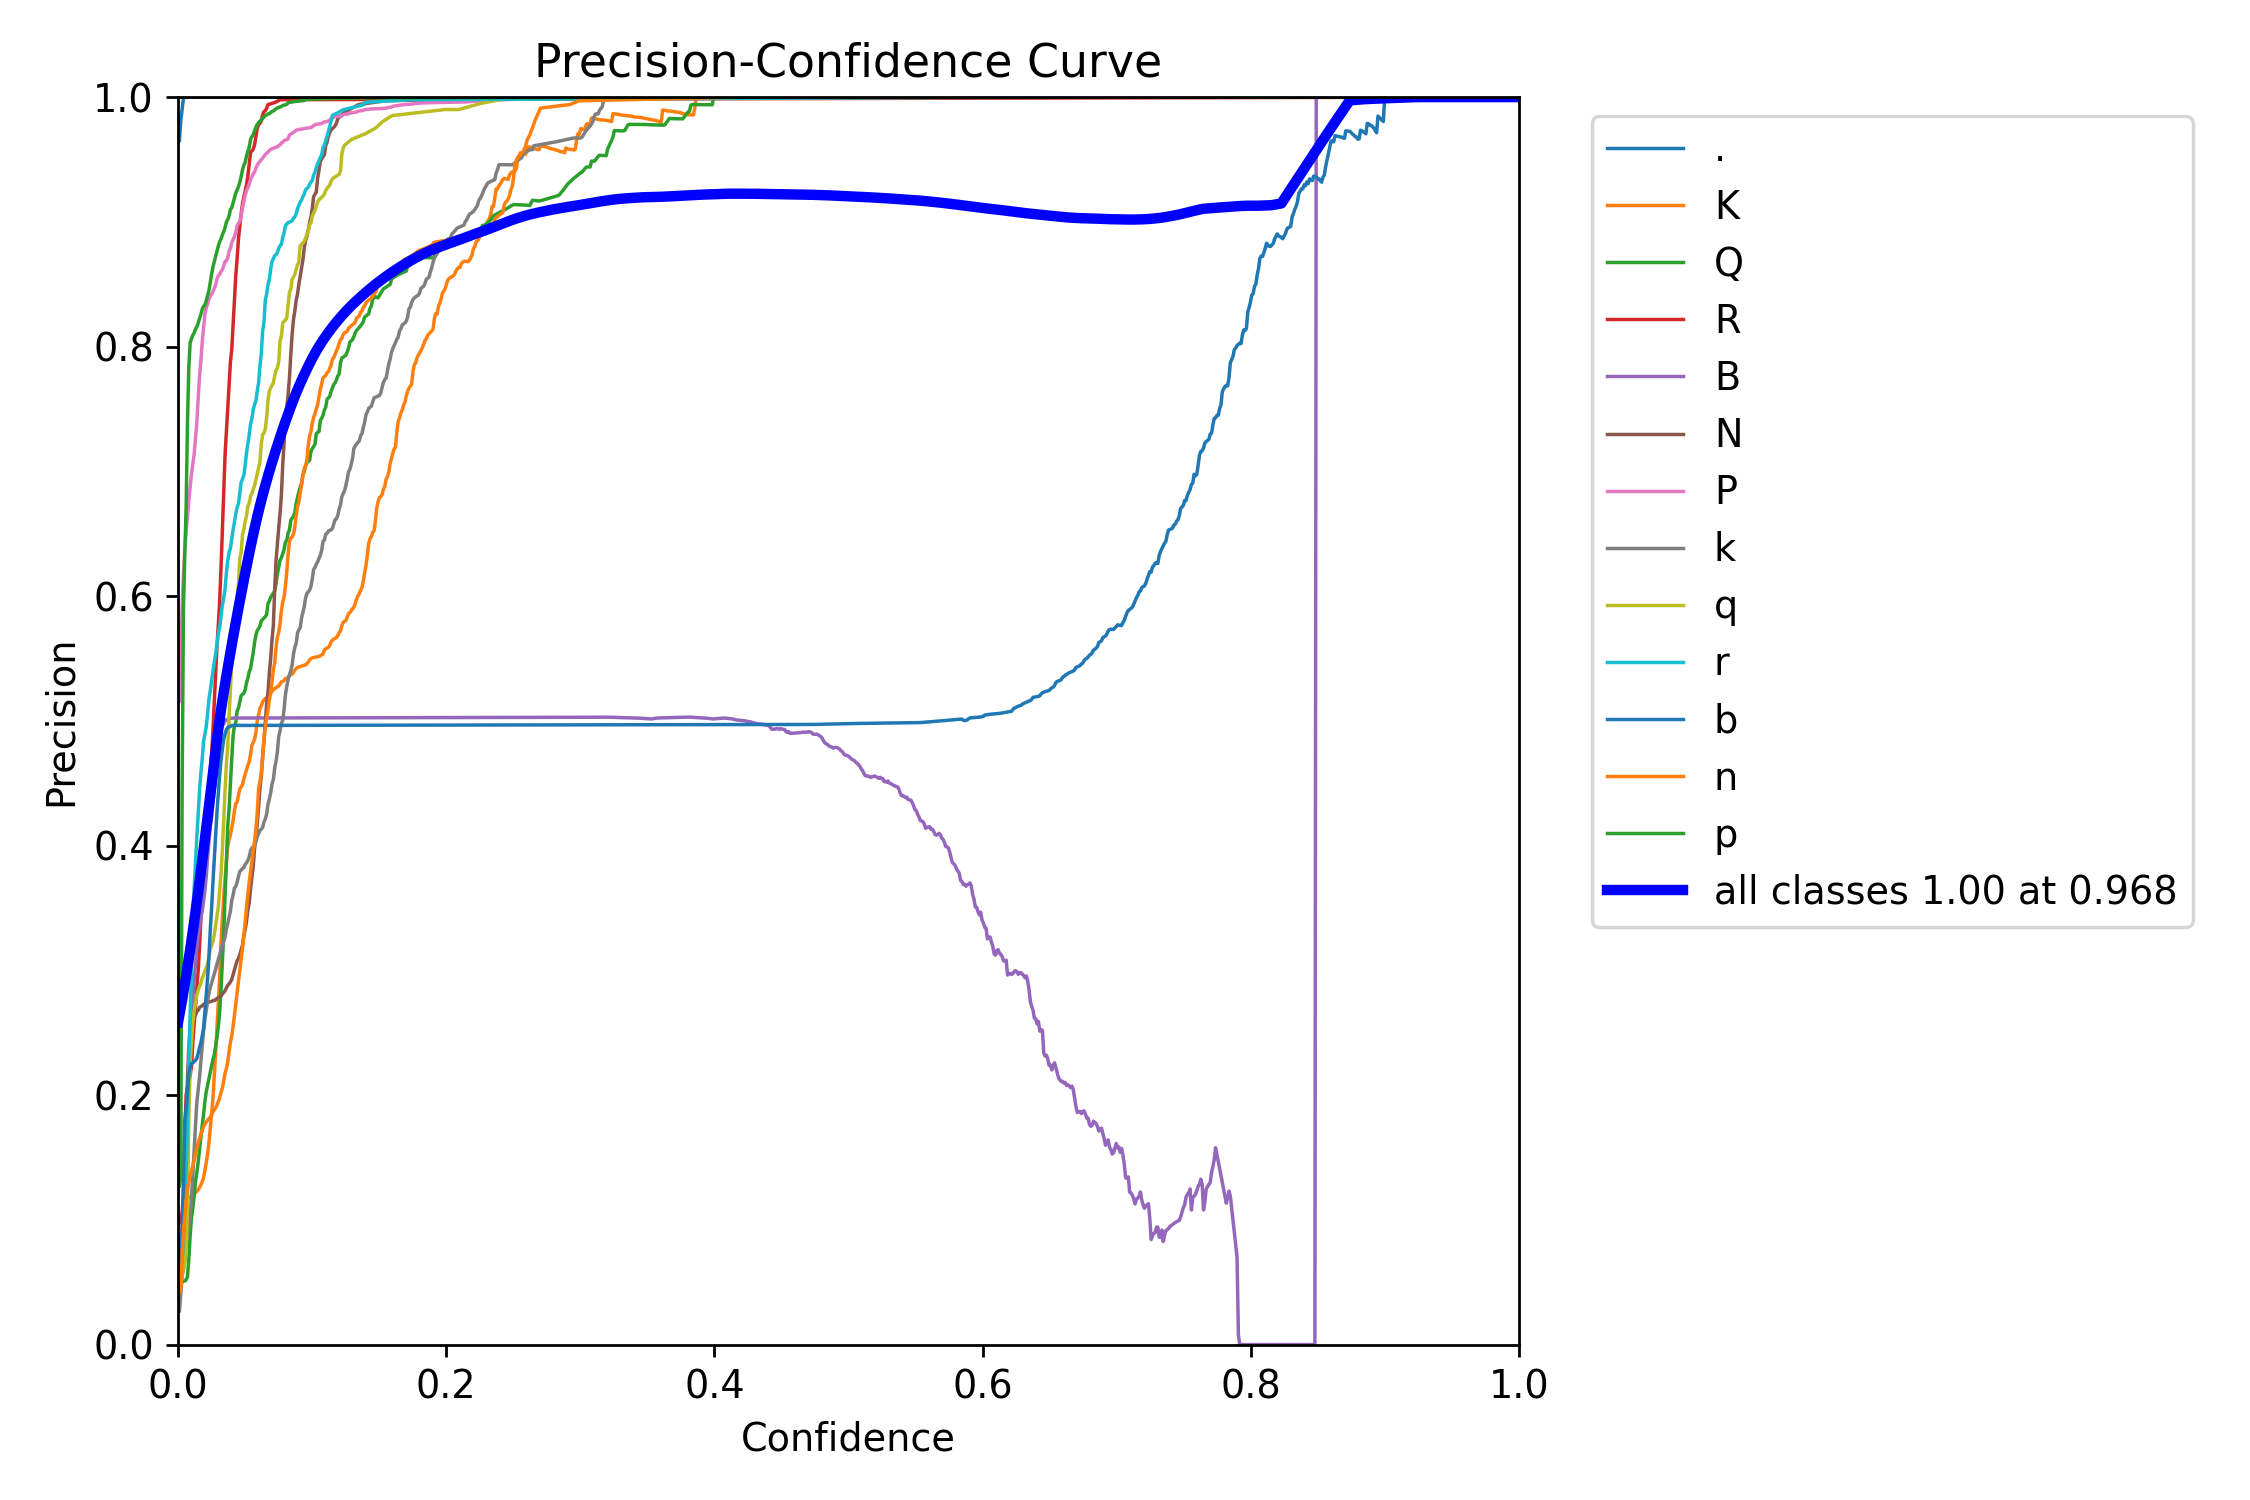 Precision-Confidence Curve
1.0
0.8
0.6
0.4
0.2
0.0
Precision
0.0 0.2 0.4 0.6 0.8 1.0
Confidence
.
K
Q
R
B
N
P
k
q
r
b
n
p
all classes 1.00 at 0.968